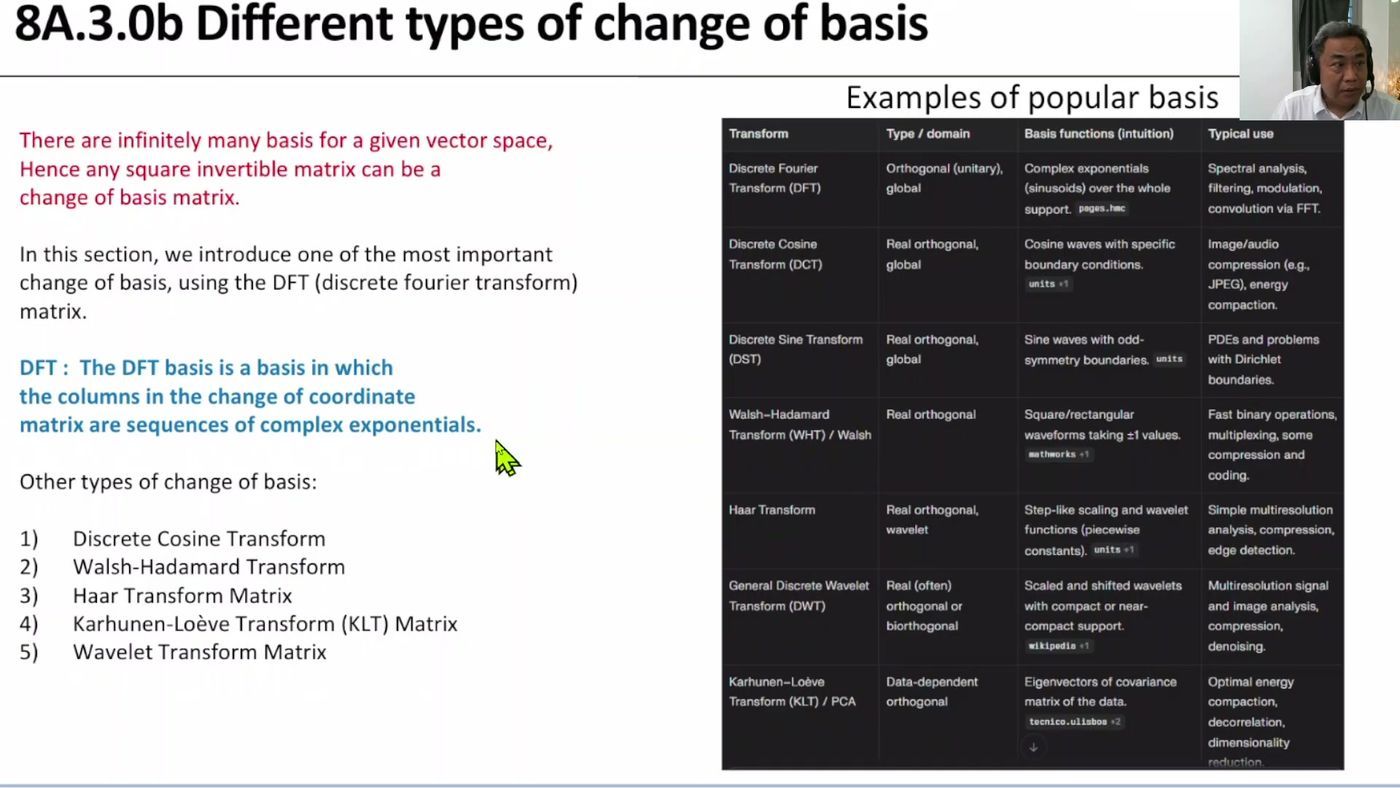 8A.3.0b Different types of change of basis
There are infinitely many basis for a given vector space,
Hence any square invertible matrix can be a
change of basis matrix.
In this section, we introduce one of the most important
change of basis, using the DFT (discrete fourier transform)
matrix.
DFT : The DFT basis is a basis in which
the columns in the change of coordinate
matrix are sequences of complex exponentials.
Other types of change of basis:
1) Discrete Cosine Transform
2) Walsh-Hadamard Transform
3) Haar Transform Matrix
4) Karhunen-Loève Transform (KLT) Matrix
5) Wavelet Transform Matrix
Examples of popular basis
Transform Type / domain Basis functions (intuition) Typical use
Discrete Fourier
Transform (DFT)
Orthogonal (unitary),
global
Complex exponentials
(sinusoids) over the whole
support. pages.hmc
Spectral analysis,
filtering, modulation,
convolution via FFT.
Discrete Cosine
Transform (DCT)
Real orthogonal,
global
Cosine waves with specific
boundary conditions.
units +1
Image/audio
compression (e.g.,
JPEG), energy
compaction.
Discrete Sine Transform
(DST)
Real orthogonal,
global
Sine waves with odd-
symmetry boundaries. units
PDEs and problems
with Dirichlet
boundaries.
Walsh–Hadamard
Transform (WHT) / Walsh
Real orthogonal
Square/rectangular
waveforms taking ±1 values.
mathworks +1
Fast binary operations,
multiplexing, some
compression and
coding.
Haar Transform
Real orthogonal,
wavelet
Step-like scaling and wavelet
functions (piecewise
constants). units +1
Simple multiresolution
analysis, compression,
edge detection.
General Discrete Wavelet
Transform (DWT)
Real (often)
orthogonal or
biorthogonal
Scaled and shifted wavelets
with compact or near-
compact support.
wikipedia +1
Multiresolution signal
and image analysis,
compression,
denoising.
Karhunen–Loève
Transform (KLT) / PCA
Data-dependent
orthogonal
Eigenvectors of covariance
matrix of the data.
tecnico.ulisboa +2
Optimal energy
compaction,
decorrelation,
dimensionality
reduction.